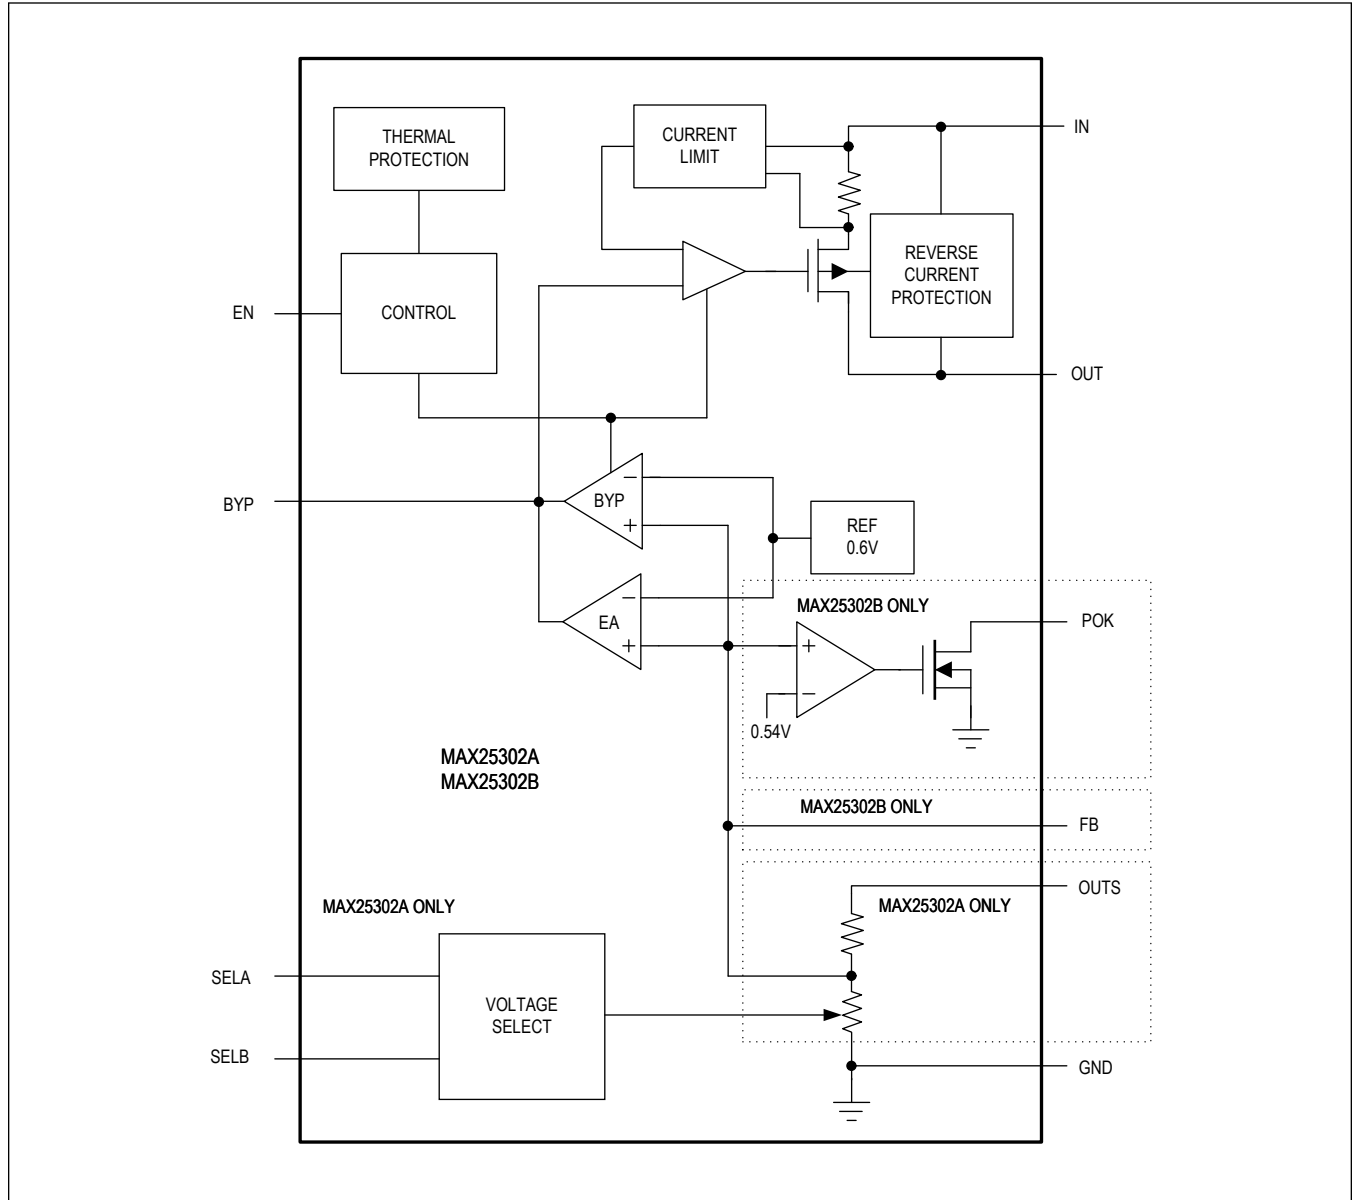 THERMAL
PROTECTION
CURRENT
LIMIT
IN
REVERSE
CURRENT
PROTECTION
EN
CONTROL
OUT
BYP
−
BYP
+
REF
0.6V
−
EA
+
MAX25302B ONLY
POK
+
−
0.54V
MAX25302A
MAX25302B
MAX25302B ONLY
FB
OUTS
MAX25302A ONLY
MAX25302A ONLY
SELA
VOLTAGE
SELECT
SELB
GND